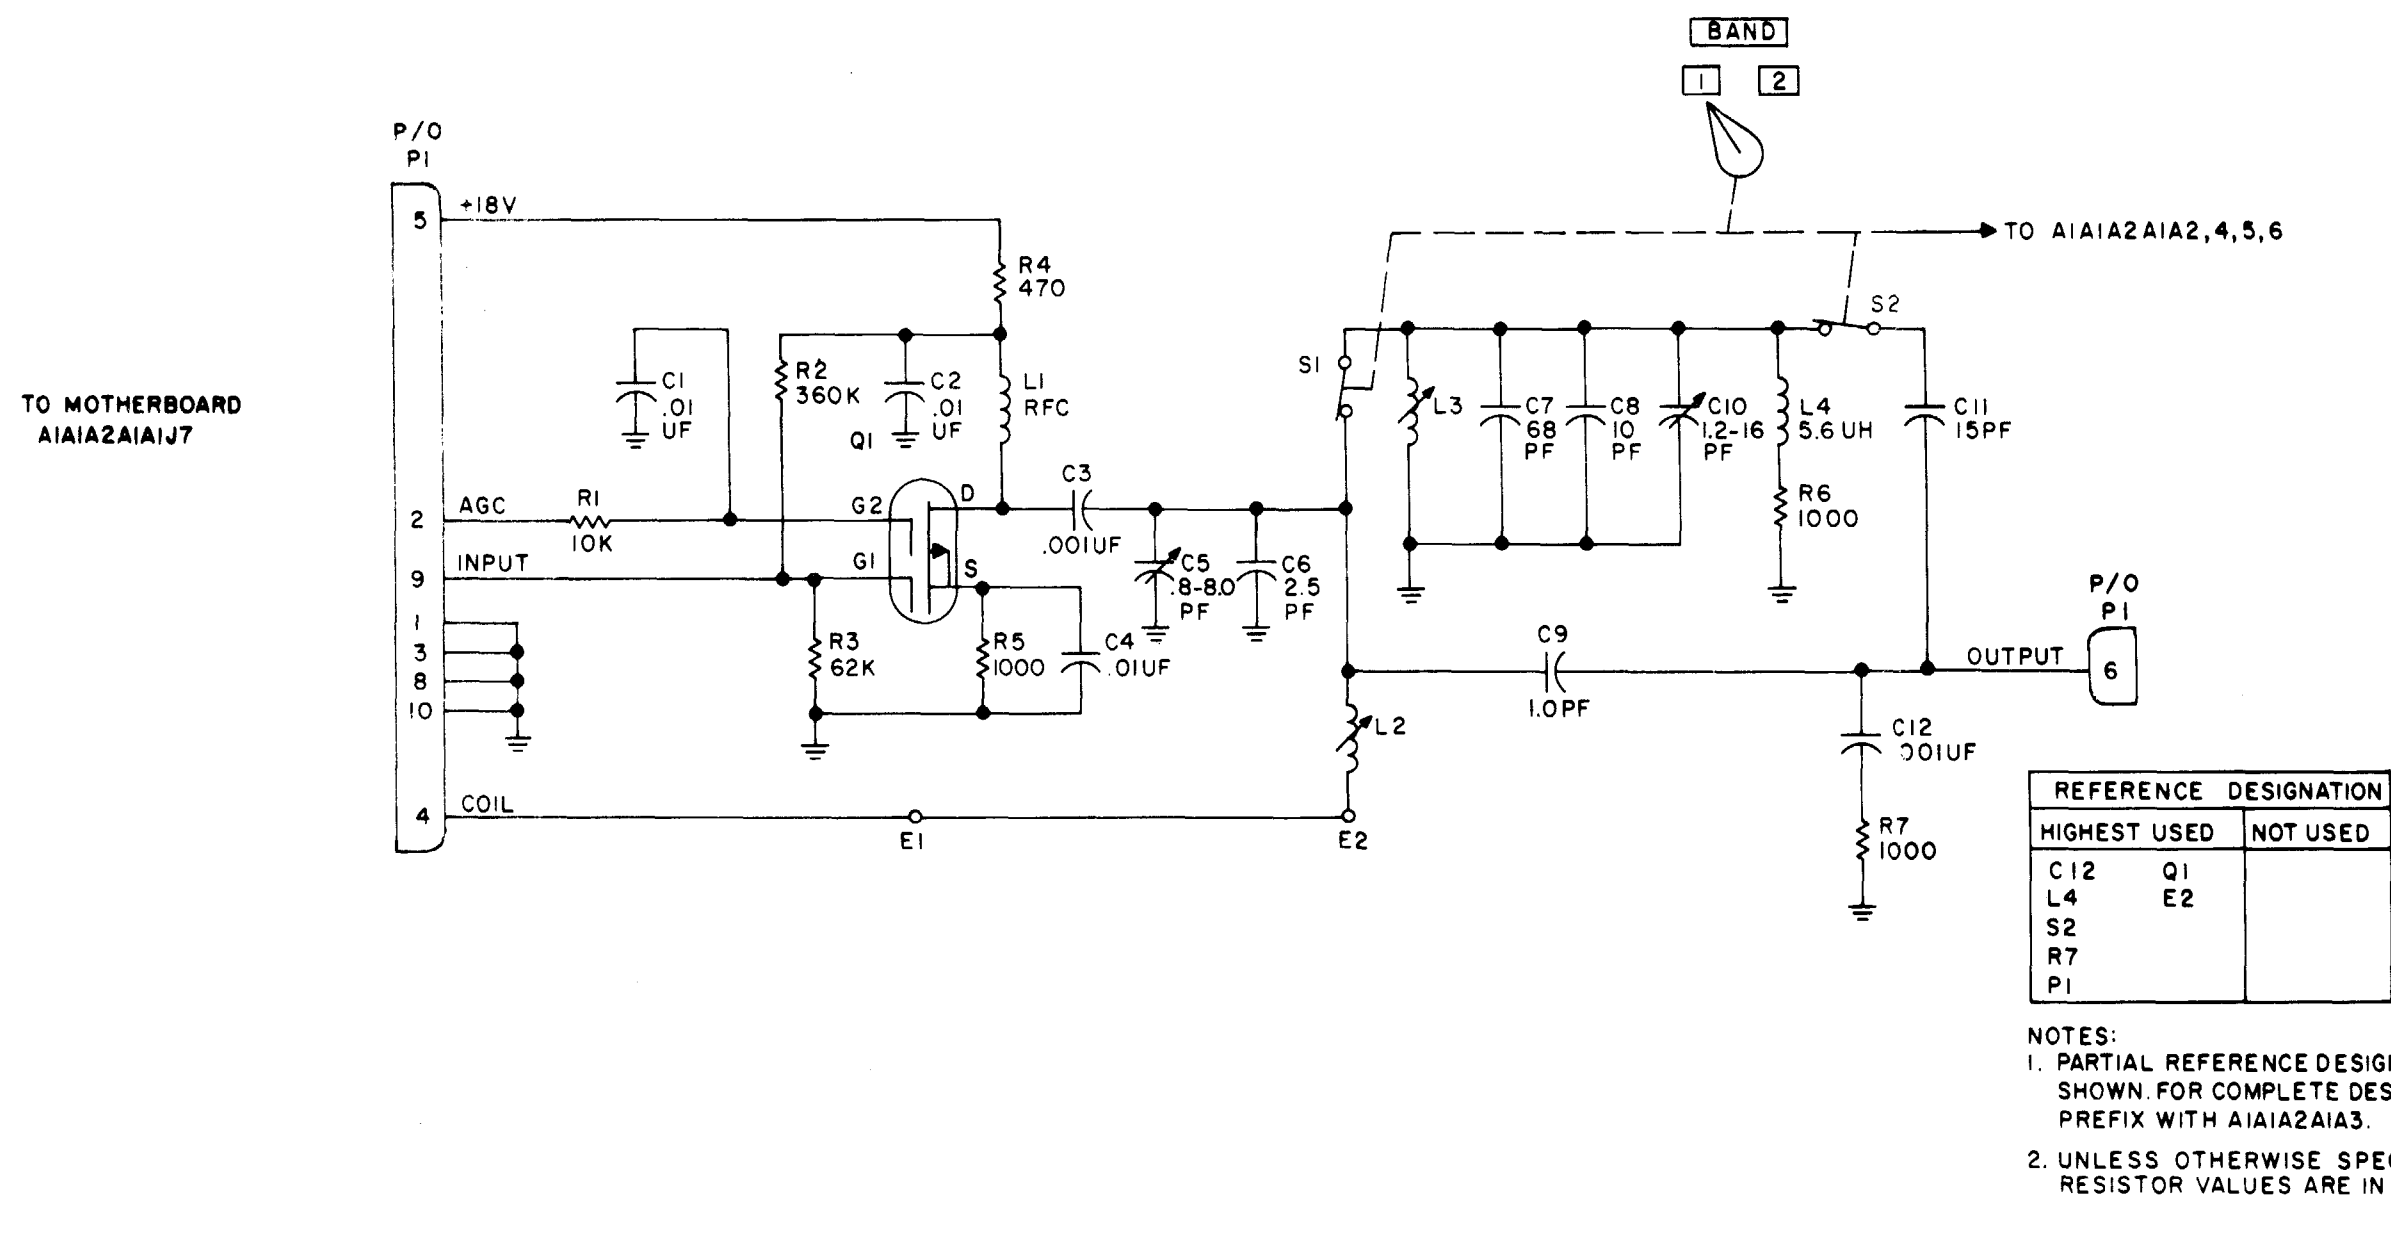 BAND
1 2
P/O
P1
5 +18V
TO A1A1A2A1A2,4,5,6
R4
470
S2
S1
R2
360K
C1
.01
UF
C2
.01
UF
L1
RFC
L3
C7
68
PF
C8
10
PF
C10
1.2-16
PF
L4
5.6 UH
C11
15PF
TO MOTHERBOARD
A1A1A2A1A1J7
Q1
C3
.001UF
R6
1000
2 AGC
R1
10K
G2
D
9 INPUT
G1
S
C5
.8-8.0
PF
C6
2.5
PF
P/O
P1
1
3
8
10
R3
62K
R5
1000
C4
.01UF
C9
1.0PF
OUTPUT
6
L2
C12
.001UF
4 COIL
E1
E2
R7
1000
REFERENCE DESIGNATION
HIGHEST USED NOT USED
C12 Q1
L4 E2
S2
R7
P1
NOTES:
1. PARTIAL REFERENCE DESIG
SHOWN. FOR COMPLETE DES
PREFIX WITH A1A1A2A1A3.
2. UNLESS OTHERWISE SPE
RESISTOR VALUES ARE IN